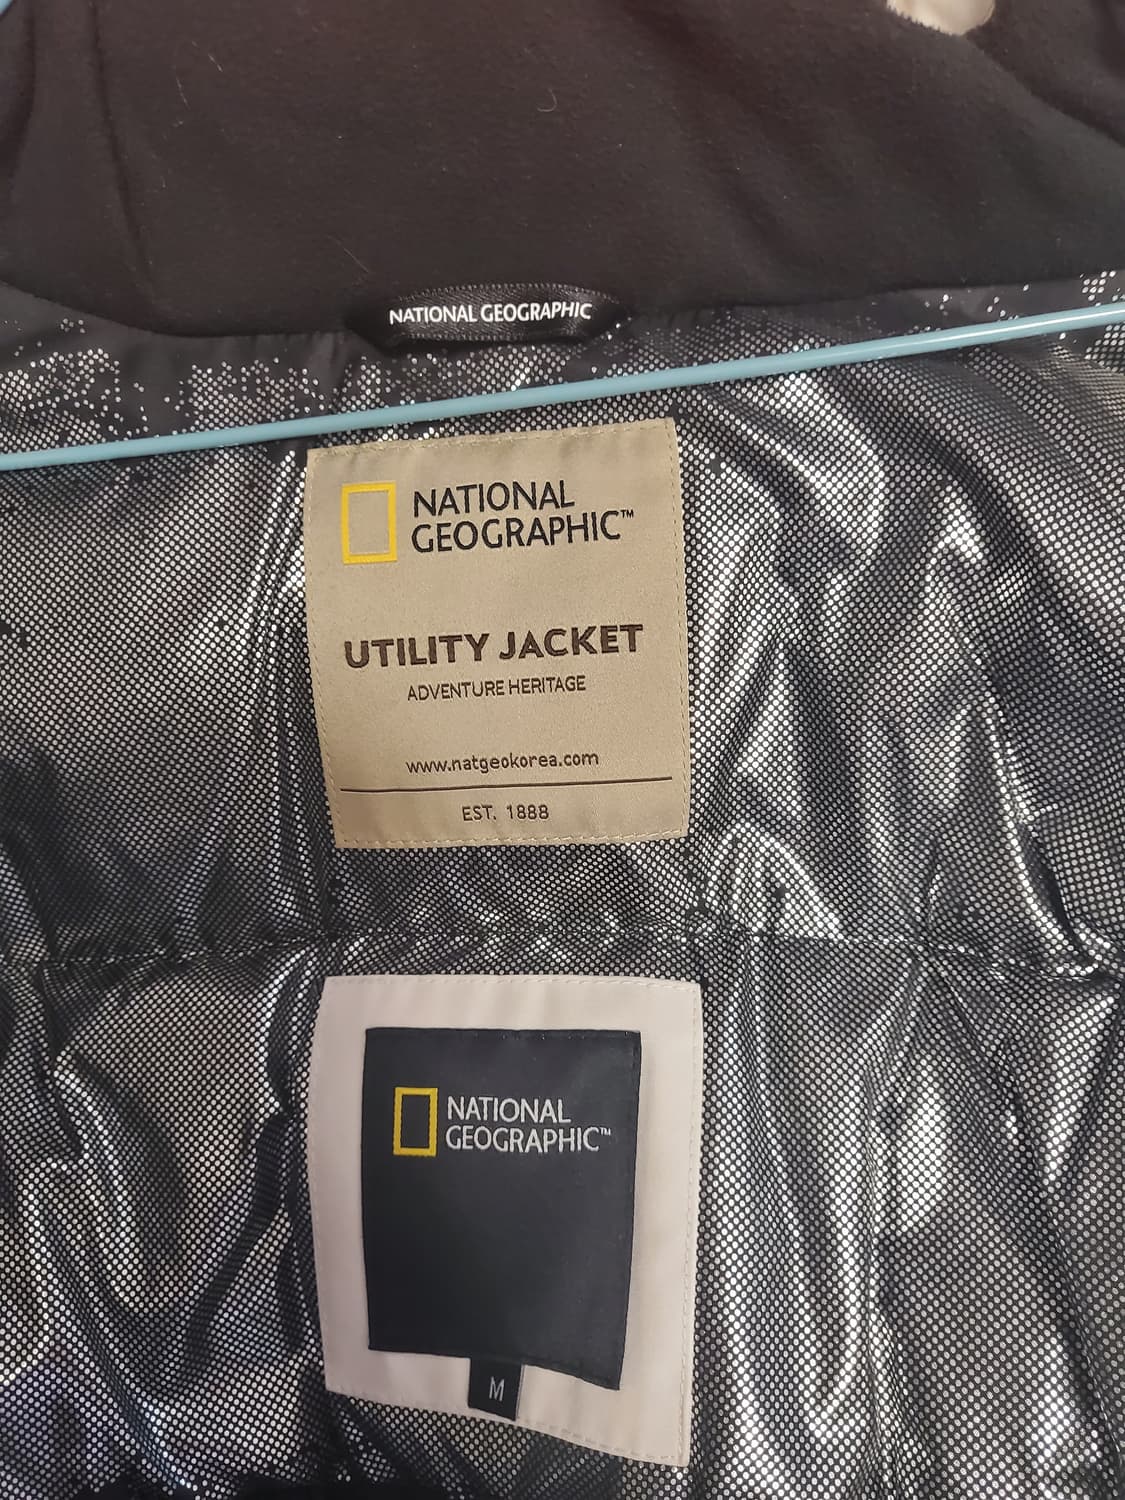 NATIONAL GEOGRAPHIC
NATIONAL
GEOGRAPHIC™
UTILITY JACKET
ADVENTURE HERITAGE
www.natgeokorea.com
EST. 1888
NATIONAL
GEOGRAPHIC™
M